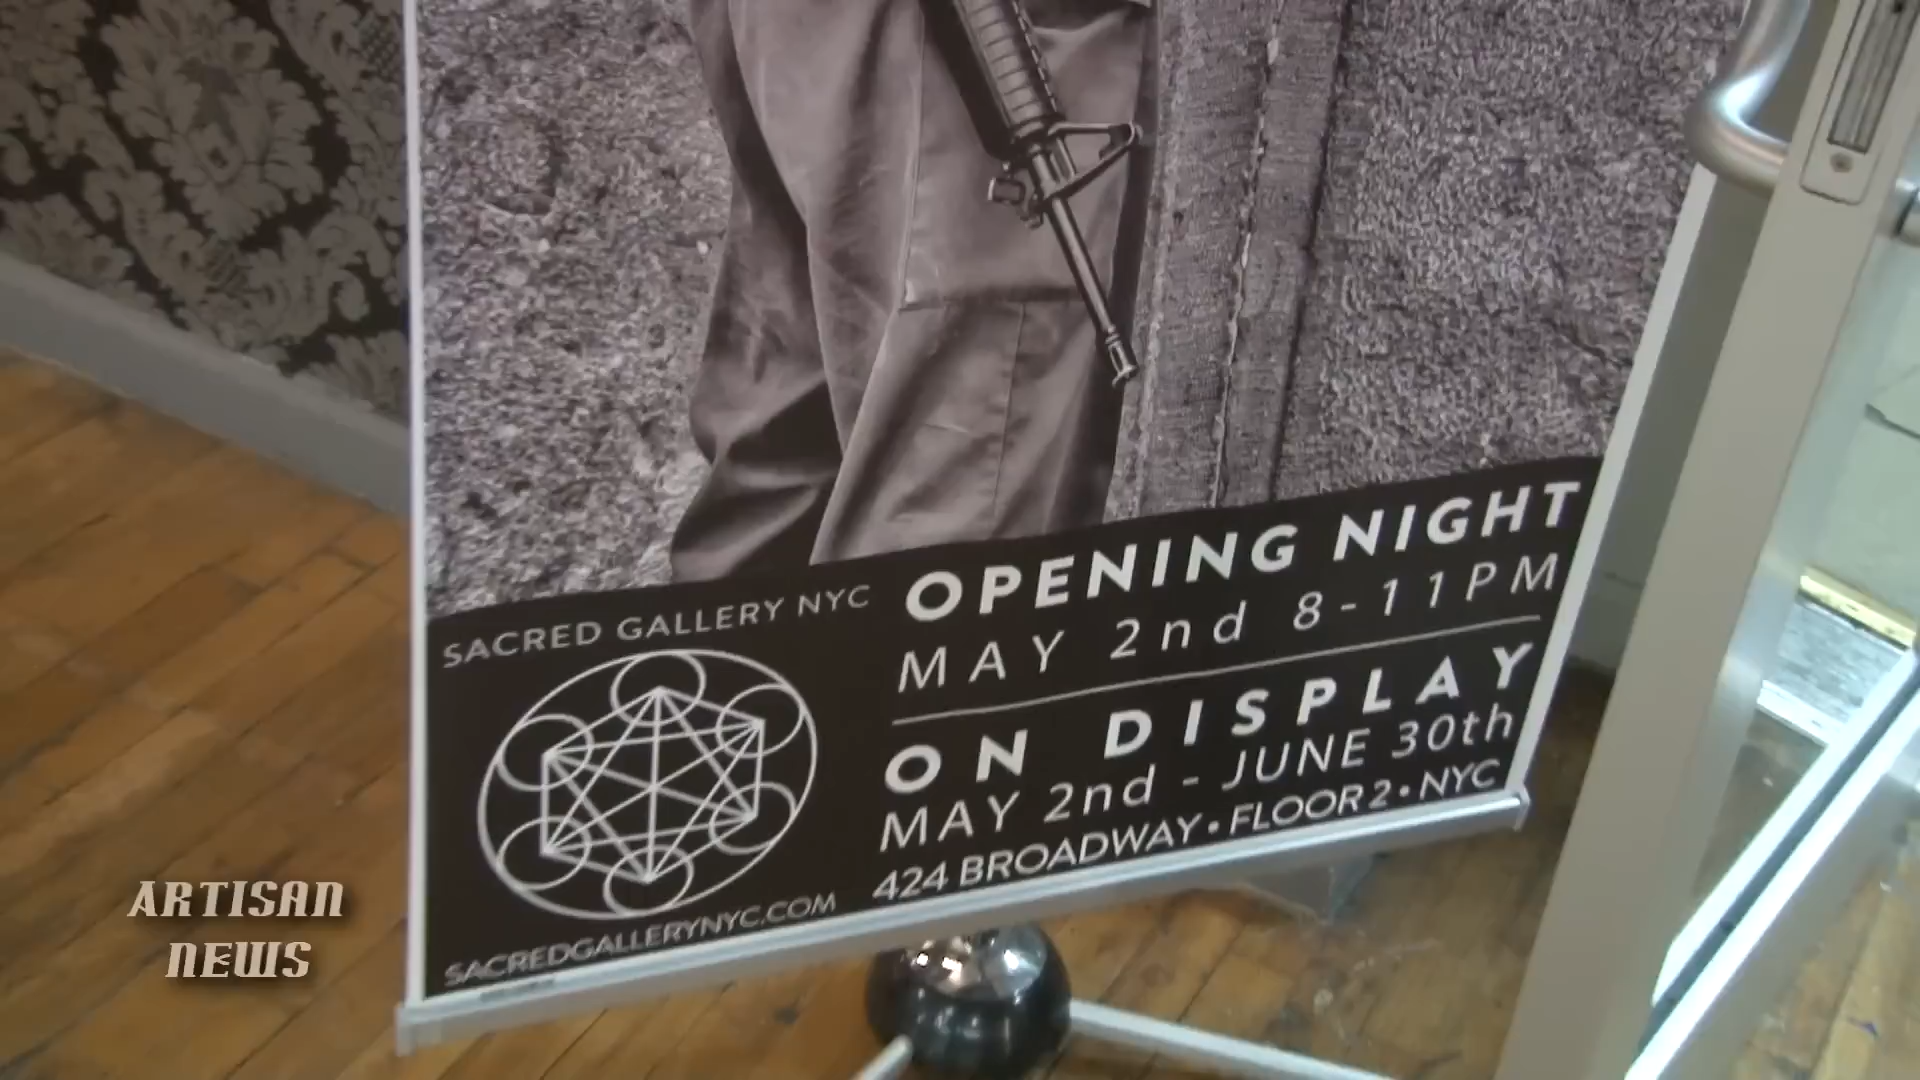 OPENING NIGHT
MAY 2nd 8-11PM
ON DISPLAY
MAY 2nd - JUNE 30th
424 BROADWAY • FLOOR 2 • NYC
SACRED GALLERY NYC
SACREDGALLERYNYC.COM
ARTISAN
NEWS